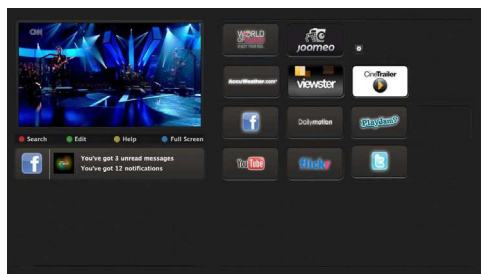 CNN
Search
Edit
Help
Full Screen
You've got 3 unread messages
You've got 12 notifications
WORLD
joomeo
AccuWeather.com
viewster
CineTrailer
Dailymotion
Playjam
YouTube
flickr